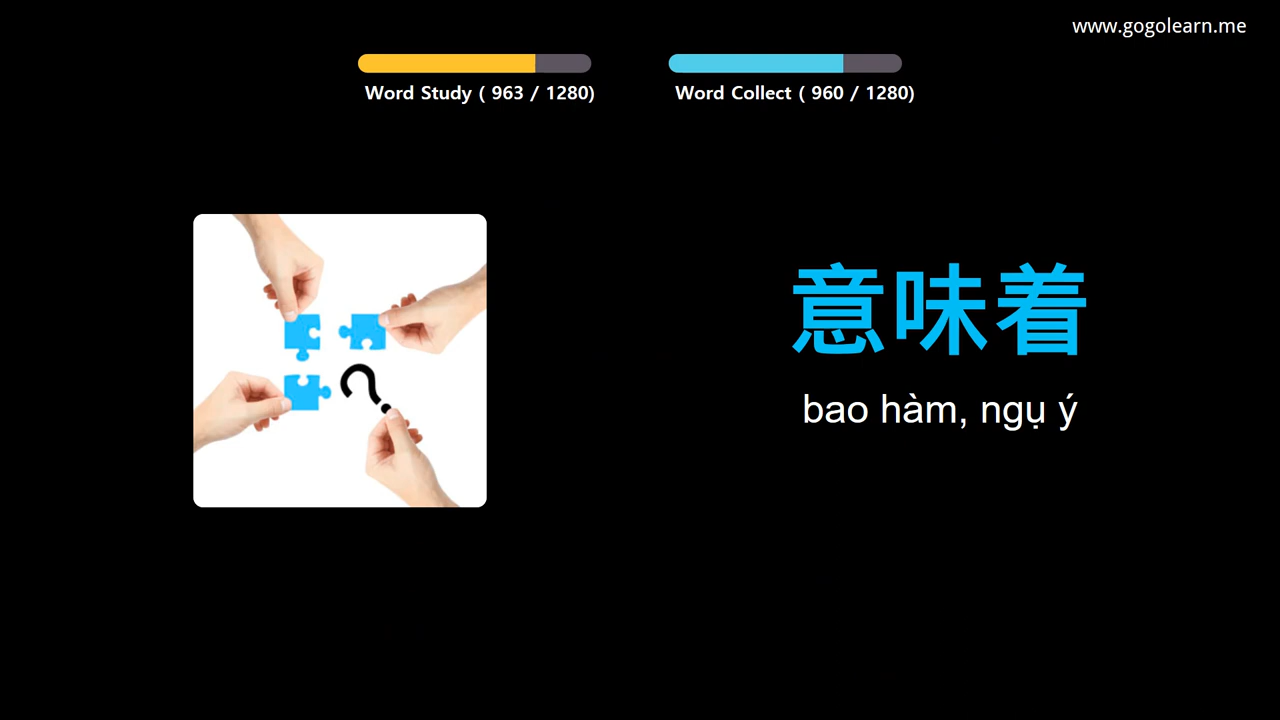 www.gogolearn.me
Word Study ( 963 / 1280)
Word Collect ( 960 / 1280)
意味着
bao hàm, ngụ ý